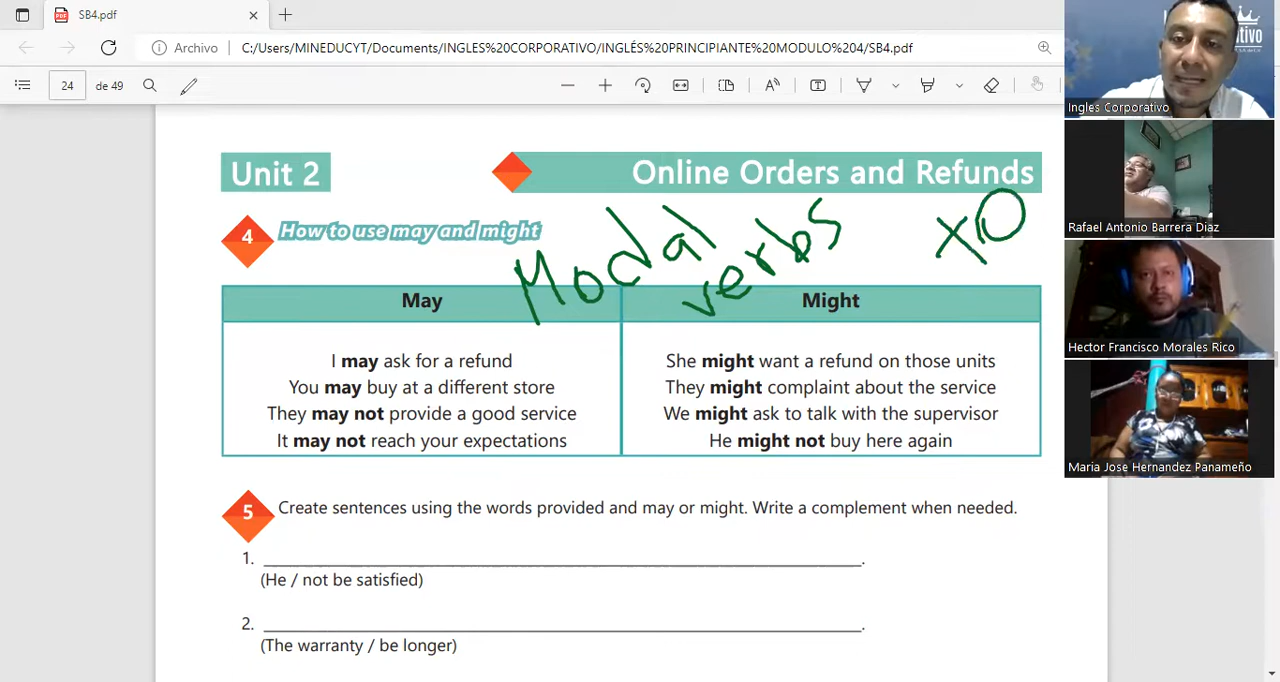 SB4.pdf
Archivo
C:/Users/MINEDUCYT/Documents/INGLES%20CORPORATIVO/INGLÉS%20PRINCIPIANTE%20MODULO%204/SB4.pdf
24 de 49
Unit 2
Online Orders and Refunds
4 How to use may and might
Modal verbs
May
Might
I may ask for a refund
She might want a refund on those units
You may buy at a different store
They might complaint about the service
They may not provide a good service
We might ask to talk with the supervisor
It may not reach your expectations
He might not buy here again
5 Create sentences using the words provided and may or might. Write a complement when needed.
1. ______________________________.
(He / not be satisfied)
2. ______________________________.
(The warranty / be longer)
Ingles Corporativo
Rafael Antonio Barrera Diaz
Hector Francisco Morales Rico
Maria Jose Hernandez Panameño